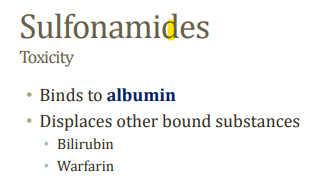 Sulfonamides
Toxicity
• Binds to albumin
• Displaces other bound substances
• Bilirubin
• Warfarin